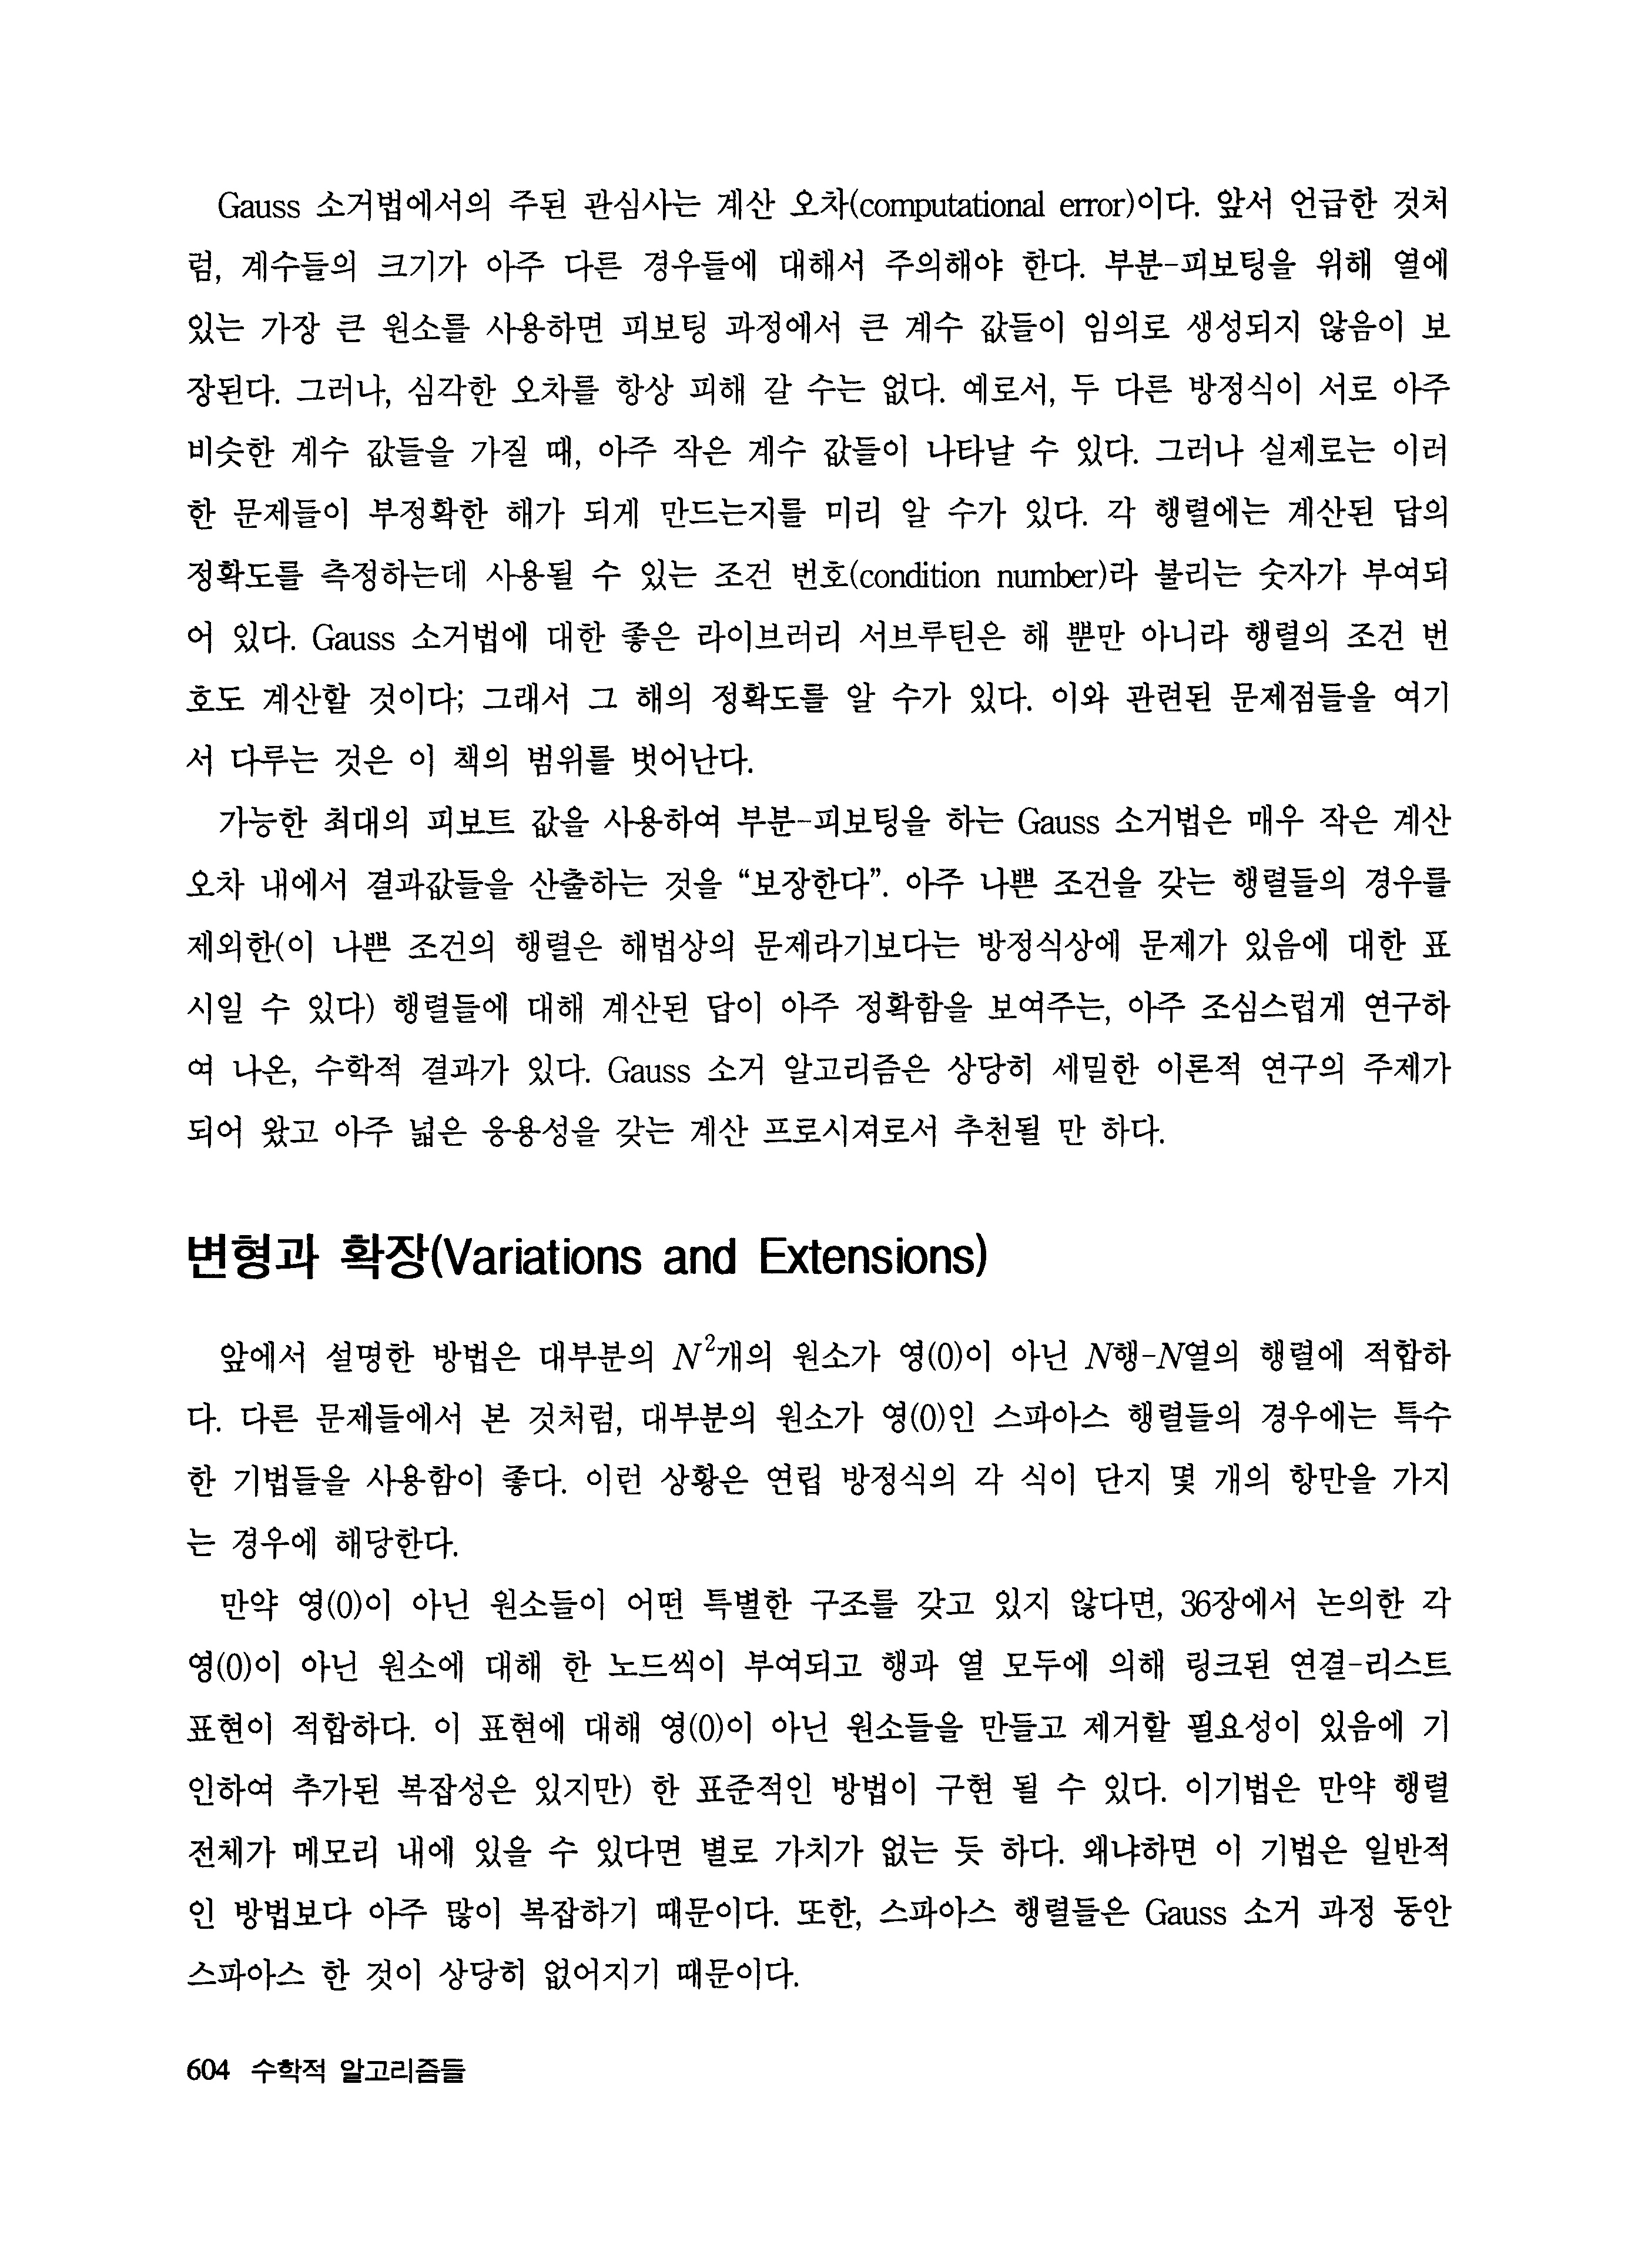 Gauss 소거법에서의 주된 관심사는 계산 오차(computational error)이다. 앞서 언급한 것처
럼, 계수들의 크기가 아주 다른 경우들에 대해서 주의해야 한다. 부분-피보팅을 위해 열에
있는 가장 큰 원소를 사용하면 피보팅 과정에서 큰 계수 값들이 임의로 생성되지 않음이 보
장된다. 그러나, 심각한 오차를 항상 피해 갈 수는 없다. 예로서, 두 다른 방정식이 서로 아주
비슷한 계수 값들을 가질 때, 아주 작은 계수 값들이 나타날 수 있다. 그러나 실제로는 이러
한 문제들이 부정확한 해가 되게 만드는지를 미리 알 수가 있다. 각 행렬에는 계산된 답의
정확도를 측정하는데 사용될 수 있는 조건 번호(condition number)라 불리는 숫자가 부여되
어 있다. Gauss 소거법에 대한 좋은 라이브러리 서브루틴은 해 뿐만 아니라 행렬의 조건 번
호도 계산할 것이다; 그래서 그 해의 정확도를 알 수가 있다. 이와 관련된 문제점들을 여기
서 다루는 것은 이 책의 범위를 벗어난다.
가능한 최대의 피보트 값을 사용하여 부분-피보팅을 하는 Gauss 소거법은 매우 작은 계산
오차 내에서 결과값들을 산출하는 것을 “보장한다”. 아주 나쁜 조건을 갖는 행렬들의 경우를
제외한(이 나쁜 조건의 행렬은 해법상의 문제라기보다는 방정식상에 문제가 있음에 대한 표
시일 수 있다) 행렬들에 대해 계산된 답이 아주 정확함을 보여주는, 아주 조심스럽게 연구하
여 나온, 수학적 결과가 있다. Gauss 소거 알고리즘은 상당히 세밀한 이론적 연구의 주제가
되어 왔고 아주 넓은 응용성을 갖는 계산 프로시져로서 추천될 만 하다.
변형과 확장(Variations and Extensions)
앞에서 설명한 방법은 대부분의 N²개의 원소가 영(0)이 아닌 N행-N열의 행렬에 적합하
다. 다른 문제들에서 본 것처럼, 대부분의 원소가 영(0)인 스파아스 행렬들의 경우에는 특수
한 기법들을 사용함이 좋다. 이런 상황은 연립 방정식의 각 식이 단지 몇 개의 항만을 가지
는 경우에 해당한다.
만약 영(0)이 아닌 원소들이 어떤 특별한 구조를 갖고 있지 않다면, 36장에서 논의한 각
영(0)이 아닌 원소에 대해 한 노드씩이 부여되고 행과 열 모두에 의해 링크된 연결-리스트
표현이 적합하다. 이 표현에 대해 영(0)이 아닌 원소들을 만들고 제거할 필요성이 있음에 기
인하여 추가된 복잡성은 있지만) 한 표준적인 방법이 구현 될 수 있다. 이기법은 만약 행렬
전체가 메모리 내에 있을 수 있다면 별로 가치가 없는 듯 하다. 왜냐하면 이 기법은 일반적
인 방법보다 아주 많이 복잡하기 때문이다. 또한, 스파아스 행렬들은 Gauss 소거 과정 동안
스파아스 한 것이 상당히 없어지기 때문이다.
604 수학적 알고리즘들